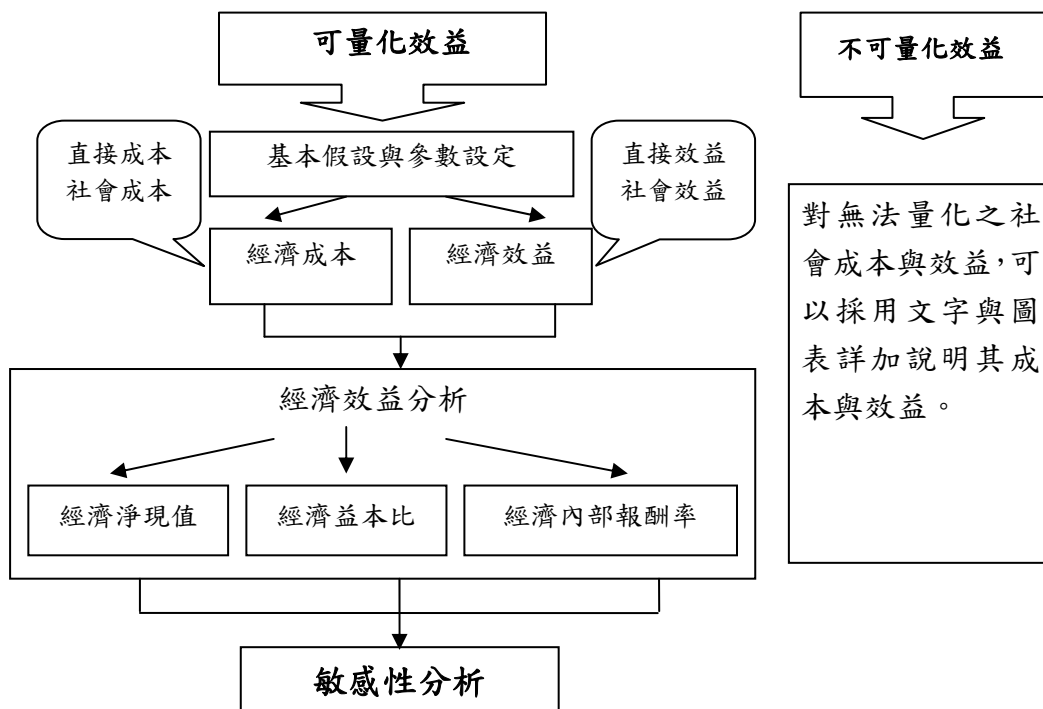 可量化效益
不可量化效益
直接成本
社會成本
基本假設與參數設定
直接效益
社會效益
經濟成本
經濟效益
對無法量化之社
會成本與效益，可
以採用文字與圖
表詳加說明其成
本與效益。
經濟效益分析
經濟淨現值
經濟益本比
經濟內部報酬率
敏感性分析